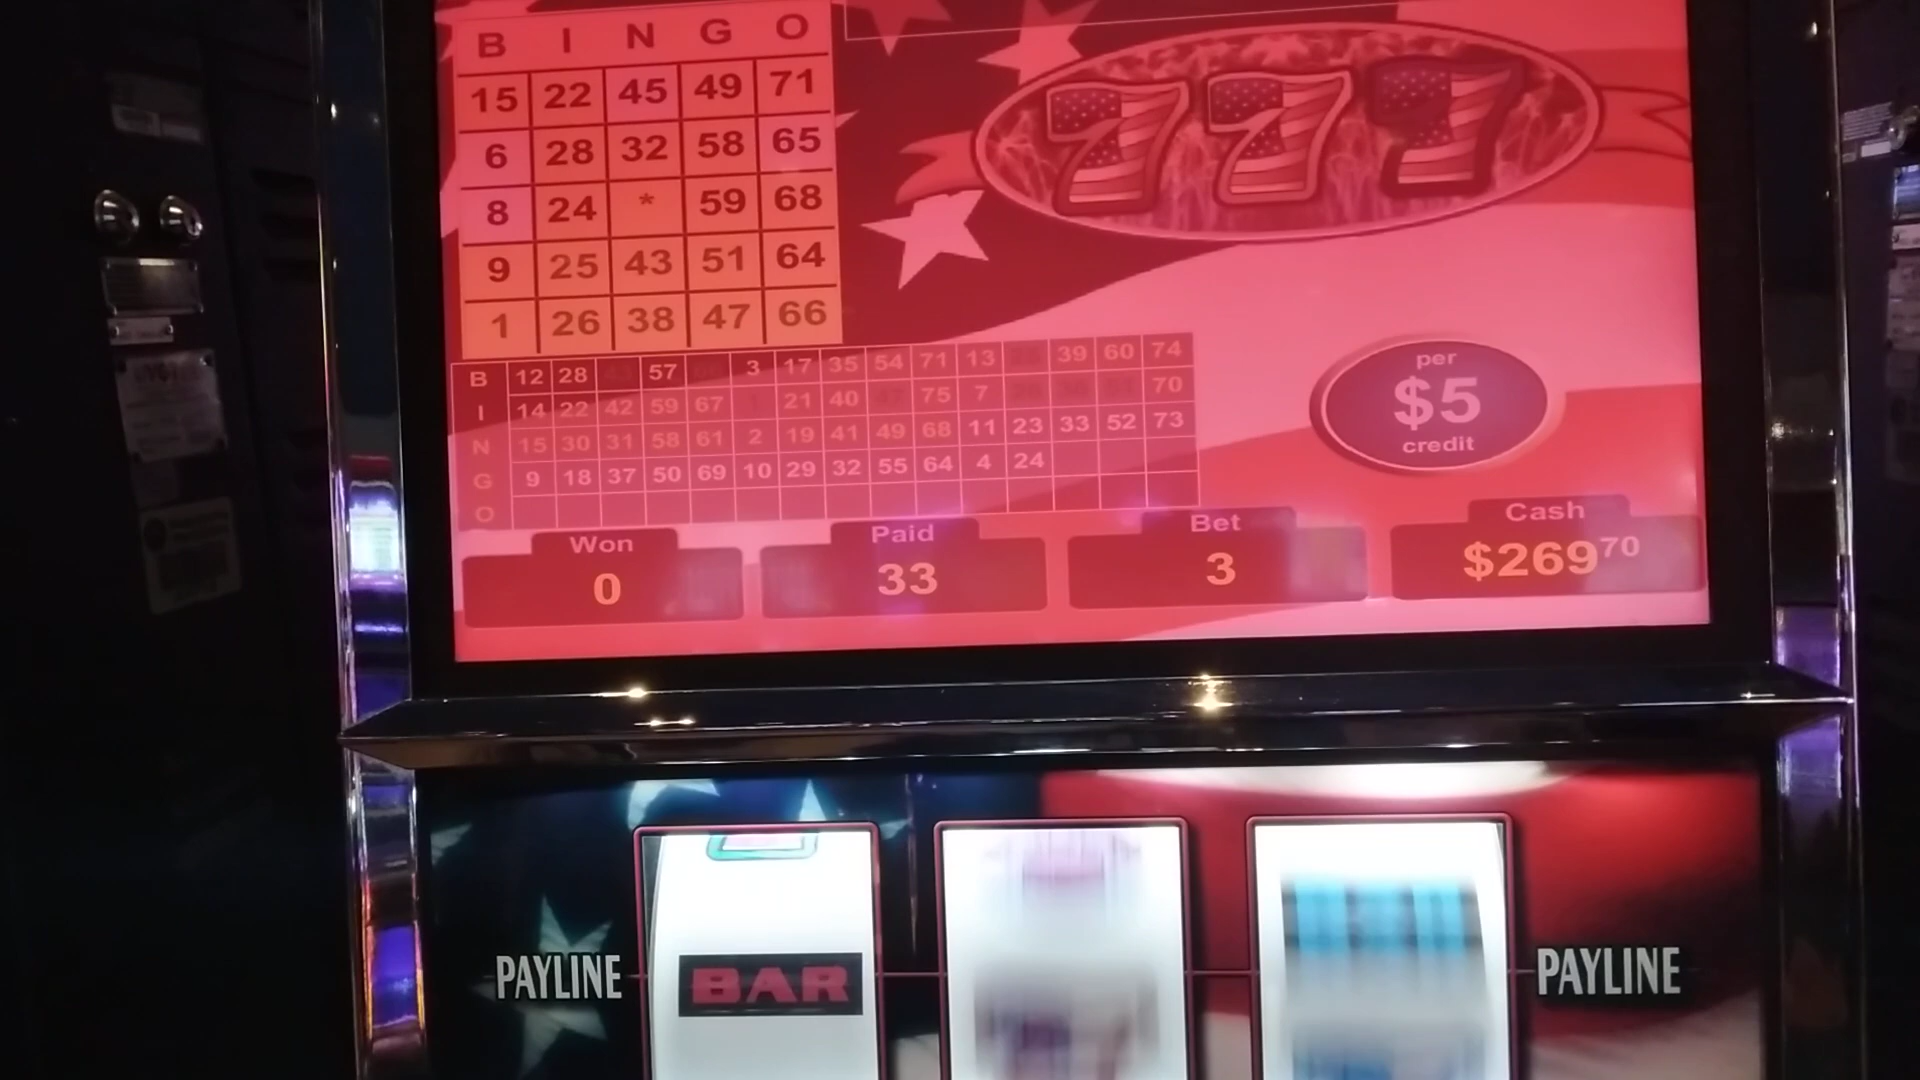 B I N G O
15 22 45 49 71
6 28 32 58 65
8 24 * 59 68
9 25 43 51 64
1 26 38 47 66
777
B 12 28 57 3 17 35 54 71 13 39 60 74
I 14 22 42 59 67 21 40 75 7 70
N 15 30 31 58 61 2 19 41 49 68 11 23 33 52 73
G 9 18 37 50 69 10 29 32 55 64 4 24
O
per
$5
credit
Won
0
Paid
33
Bet
3
Cash
$26970
PAYLINE
BAR
PAYLINE